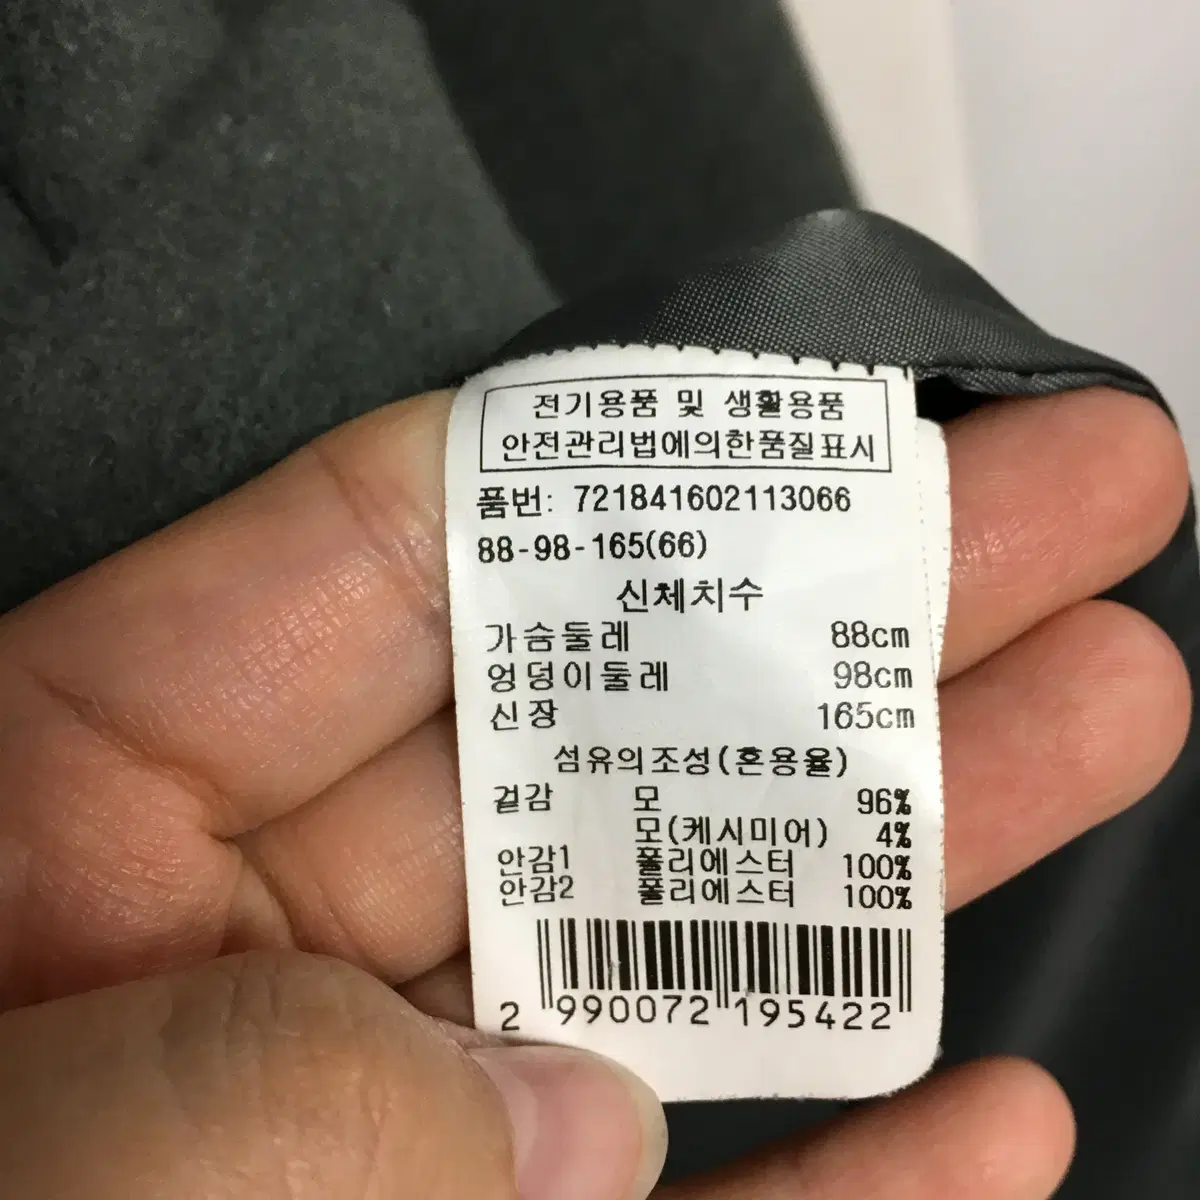 전기용품 및 생활용품
안전관리법에의한품질표시
품번: 721841602113066
88-98-165(66)
신체치수
가슴둘레 88cm
엉덩이둘레 98cm
신장 165cm
섬유의조성(혼용율)
겉감 모 96%
모(케시미어) 4%
안감1 폴리에스터 100%
안감2 폴리에스터 100%
2 990072 195422